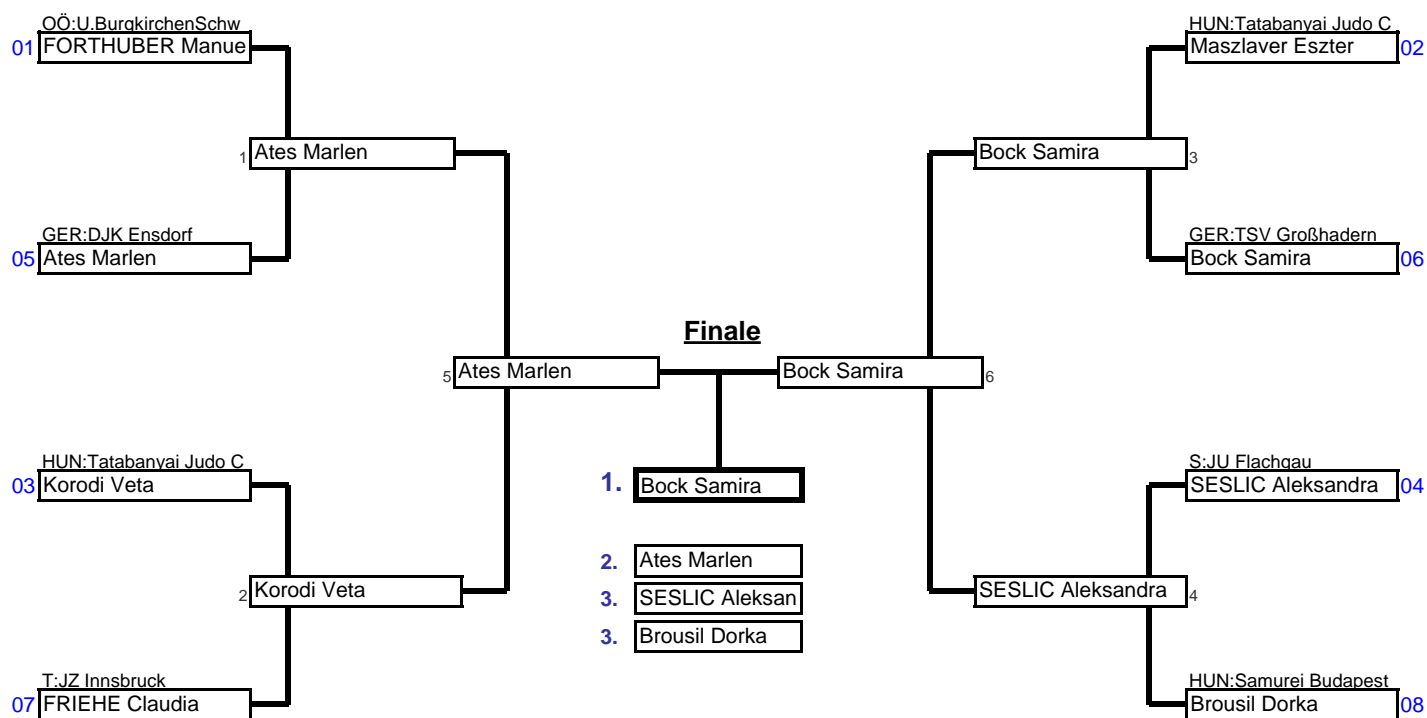 OÖ:U.BurgkirchenSchw
01 FORTHUBER Manue
HUN:Tatabanyai Judo C
Maszlaver Eszter 02
1 Ates Marlen
Bock Samira 3
GER:DJK Ensdorf
05 Ates Marlen
GER:TSV Großhadern
Bock Samira 06
Finale
5 Ates Marlen
Bock Samira 6
HUN:Tatabanyai Judo C
03 Korodi Veta
1. Bock Samira
S:JU Flachgau
SESLIC Aleksandra 04
2. Ates Marlen
2 Korodi Veta
3. SESLIC Aleksan
SESLIC Aleksandra 4
3. Brousil Dorka
T:JZ Innsbruck
07 FRIEHE Claudia
HUN:Samurei Budapest
Brousil Dorka 08